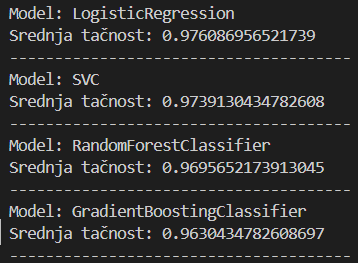 Model: LogisticRegression
Srednja tačnost: 0.976086956521739
--------------------------------------
Model: SVC
Srednja tačnost: 0.9739130434782608
--------------------------------------
Model: RandomForestClassifier
Srednja tačnost: 0.9695652173913045
--------------------------------------
Model: GradientBoostingClassifier
Srednja tačnost: 0.9630434782608697
--------------------------------------